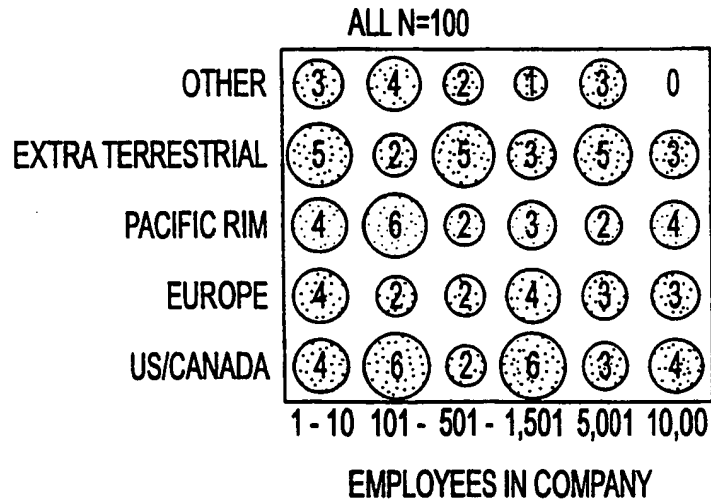 ALL N=100
OTHER 3 4 2 1 3 0
EXTRA TERRESTRIAL 5 2 5 3 5 3
PACIFIC RIM 4 6 2 3 2 4
EUROPE 4 2 2 4 3 3
US/CANADA 4 6 2 6 3 4
1 - 10 101 - 501 - 1,501 5,001 10,00
EMPLOYEES IN COMPANY